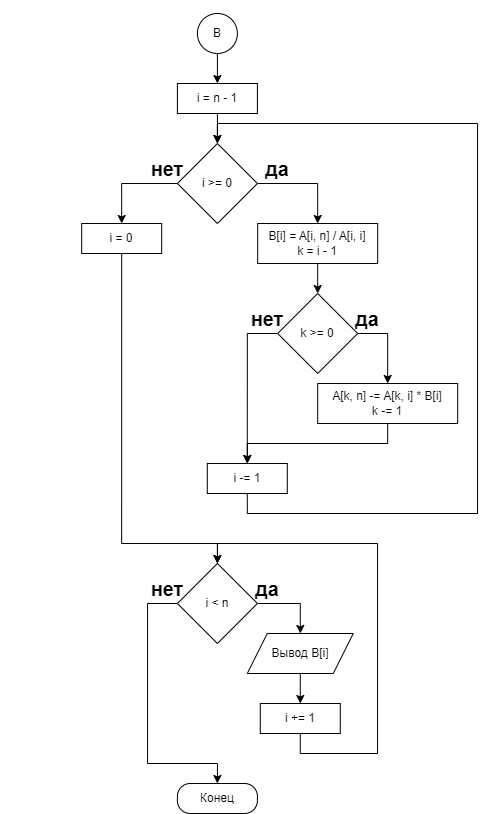 B
i = n - 1
i >= 0
нет
да
i = 0
B[i] = A[i, n] / A[i, i]
k = i - 1
k >= 0
нет
да
A[k, n] -= A[k, i] * B[i]
k -= 1
i -= 1
i < n
нет
да
Вывод B[i]
i += 1
Конец